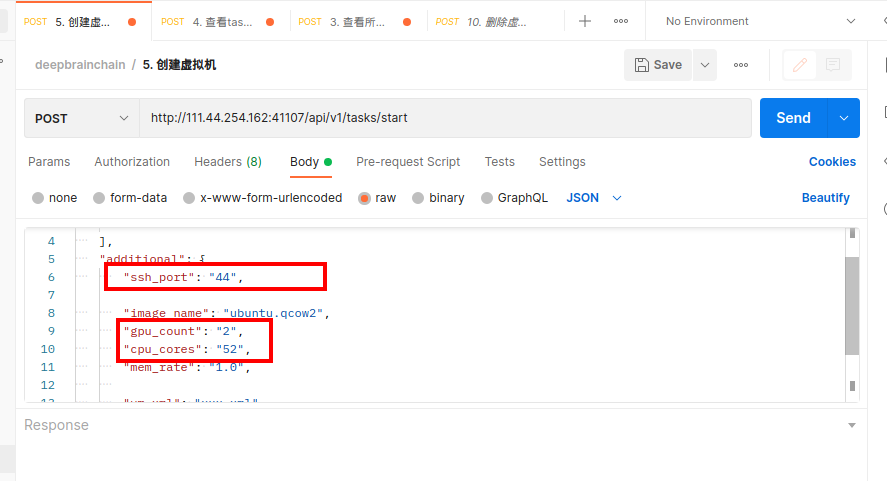 POST 5. 创建虚... POST 4. 查看tas... POST 3. 查看所... POST 10. 删除虚... No Environment
deepbrainchain / 5. 创建虚拟机 Save
POST http://111.44.254.162:41107/api/v1/tasks/start Send
Params Authorization Headers (8) Body Pre-request Script Tests Settings Cookies
none form-data x-www-form-urlencoded raw binary GraphQL JSON Beautify
4 ],
5 "additional": {
6 "ssh_port": "44",
7
8 "image_name": "ubuntu.qcow2",
9 "gpu_count": "2",
10 "cpu_cores": "52",
11 "mem_rate": "1.0",
12
Response